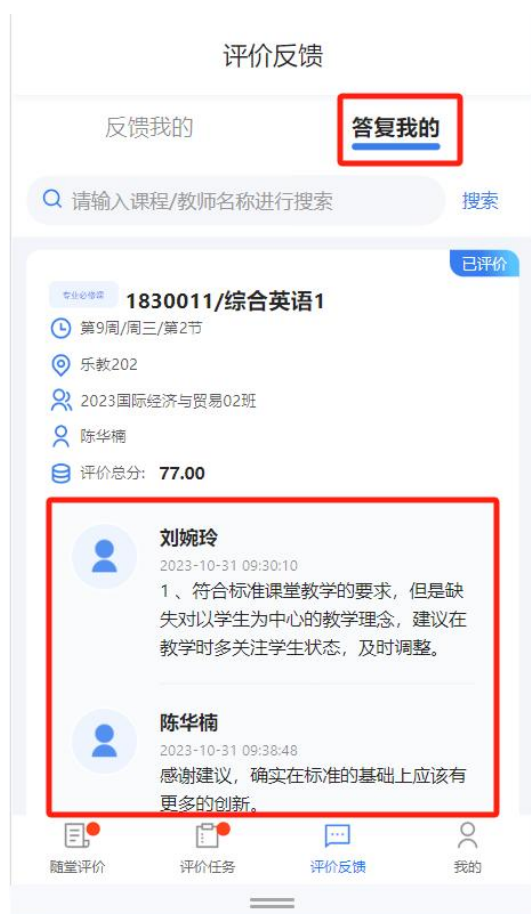 评价反馈
反馈我的
答复我的
请输入课程/教师名称进行搜索
搜索
已评价
专业必修课 1830011/综合英语1
第9周/周三/第2节
乐教202
2023国际经济与贸易02班
陈华楠
评价总分: 77.00
刘婉玲
2023-10-31 09:30:10
1 、符合标准课堂教学的要求，但是缺
失对以学生为中心的教学理念，建议在
教学时多关注学生状态，及时调整。
陈华楠
2023-10-31 09:38:48
感谢建议，确实在标准的基础上应该有
更多的创新。
随堂评价
评价任务
评价反馈
我的